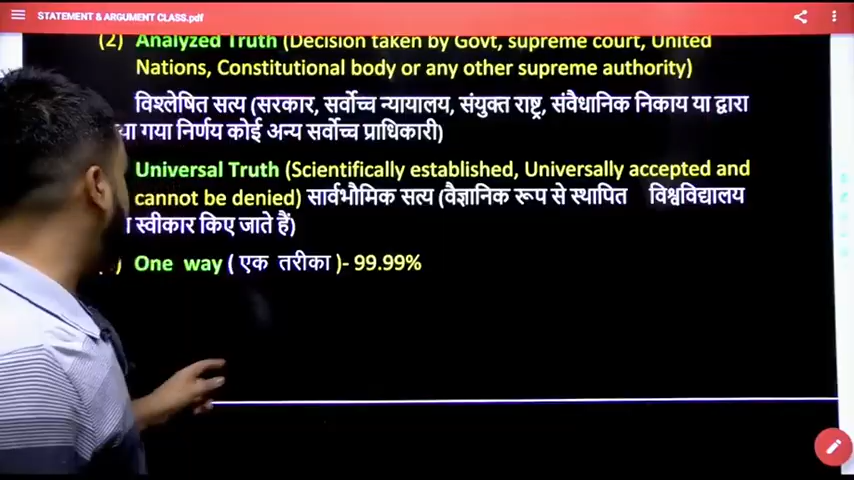 STATEMENT & ARGUMENT CLASS.pdf
(2) Analyzed Truth (Decision taken by Govt, supreme court, United
Nations, Constitutional body or any other supreme authority)
विश्लेषित सत्य (सरकार, सर्वोच्च न्यायालय, संयुक्त राष्ट्र, संवैधानिक निकाय या द्वारा
या गया निर्णय कोई अन्य सर्वोच्च प्राधिकारी)
Universal Truth (Scientifically established, Universally accepted and
cannot be denied) सार्वभौमिक सत्य (वैज्ञानिक रूप से स्थापित विश्वविद्यालय
स्वीकार किए जाते हैं)
One way ( एक तरीका )- 99.99%